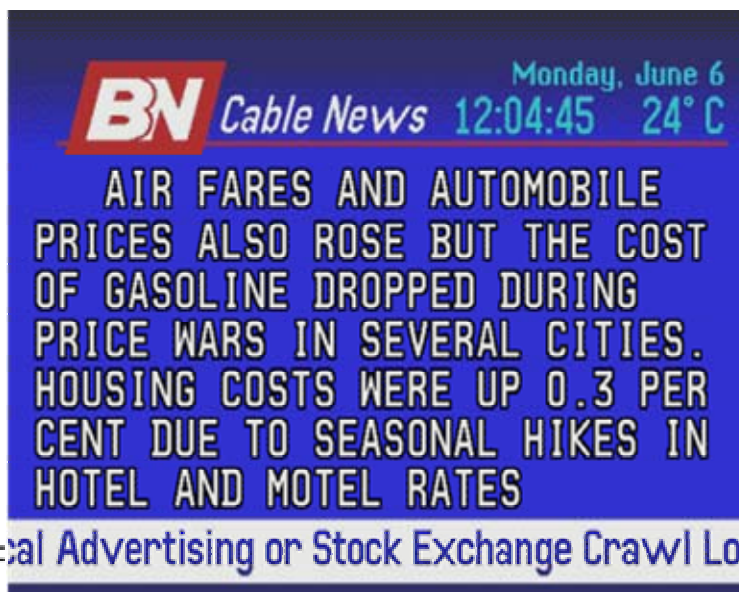 Monday, June 6
BN Cable News 12:04:45 24° C
AIR FARES AND AUTOMOBILE
PRICES ALSO ROSE BUT THE COST
OF GASOLINE DROPPED DURING
PRICE WARS IN SEVERAL CITIES.
HOUSING COSTS WERE UP 0.3 PER
CENT DUE TO SEASONAL HIKES IN
HOTEL AND MOTEL RATES
cal Advertising or Stock Exchange Crawl Lo